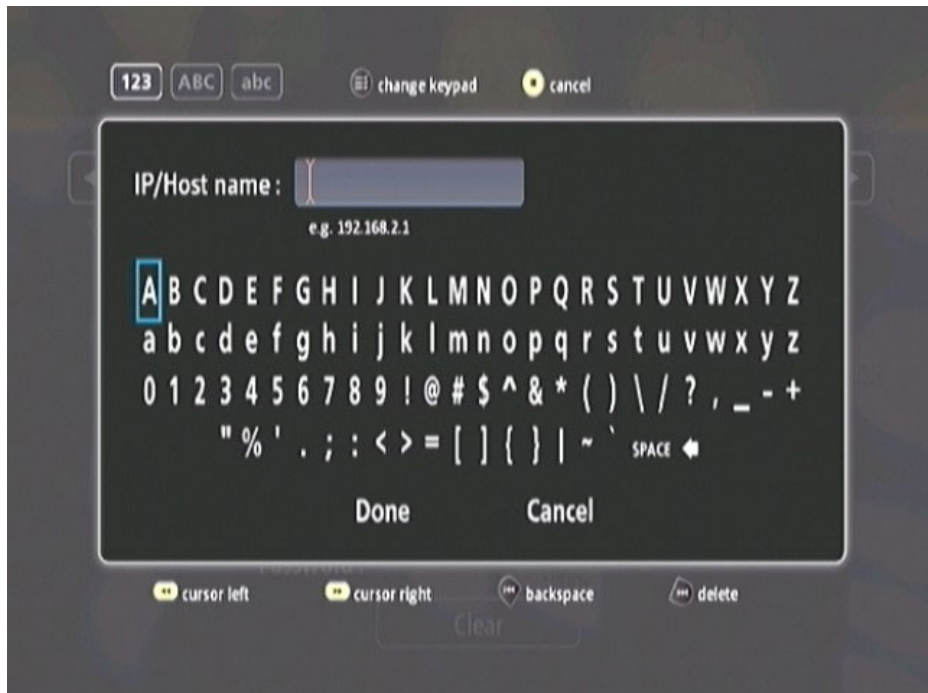 123 ABC abc change keypad cancel
IP/Host name :
e.g. 192.168.2.1
A B C D E F G H I J K L M N O P Q R S T U V W X Y Z
a b c d e f g h i j k l m n o p q r s t u v w x y z
0 1 2 3 4 5 6 7 8 9 ! @ # $ ^ & * ( ) \ / ? , _ - +
" % ' . ; : < > = [ ] { } | ~ ` SPACE
Done Cancel
Password :
cursor left cursor right backspace delete
Clear